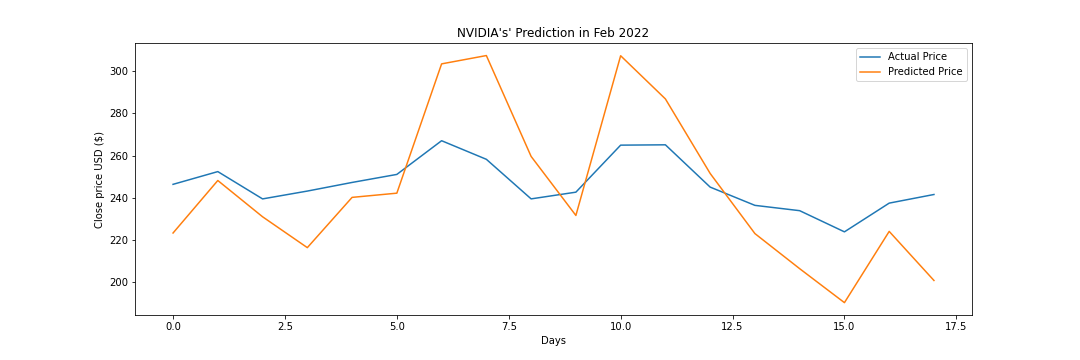 NVIDIA's' Prediction in Feb 2022
Actual Price
Predicted Price
Close price USD ($)
300
280
260
240
220
200
0.0 2.5 5.0 7.5 10.0 12.5 15.0 17.5
Days